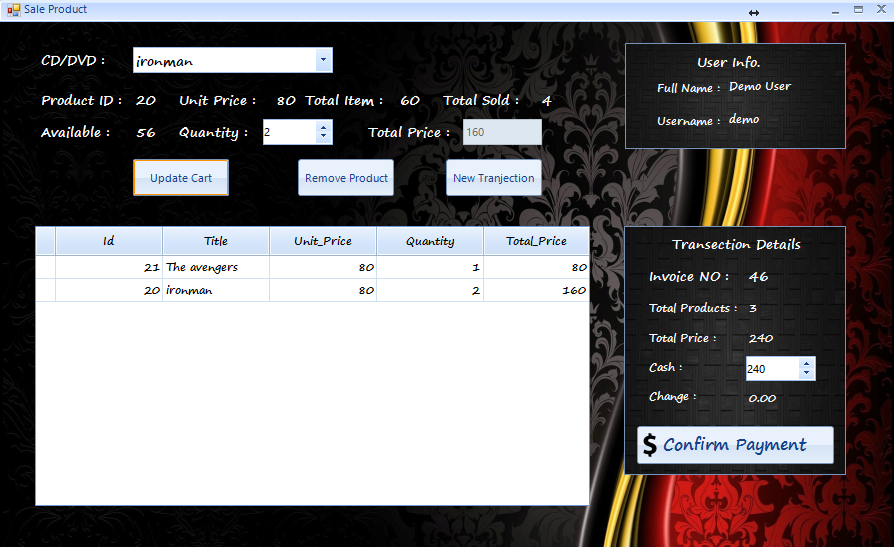 Sale Product
CD/DVD : ironman
Product ID : 20 Unit Price : 80 Total Item : 60 Total Sold : 4
Available : 56 Quantity : 2 Total Price : 160
Update Cart Remove Product New Tranjection
Id Title Unit_Price Quantity Total_Price
21 The avengers 80 1 80
20 ironman 80 2 160
User Info.
Full Name : Demo User
Username : demo
Transection Details
Invoice NO : 46
Total Products : 3
Total Price : 240
Cash : 240
Change : 0.00
$ Confirm Payment